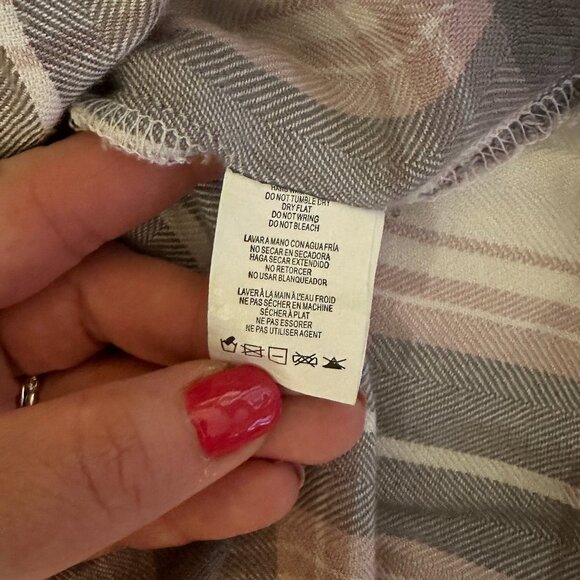 DO NOT TUMBLE DRY
DRY FLAT
DO NOT WRING
DO NOT BLEACH
LAVAR A MANO CON AGUA FRÍA
NO SECAR EN SECADORA
HAGA SECAR EXTENDIDO
NO RETORCER
NO USAR BLANQUEADOR
LAVER À LA MAIN À L'EAU FROID
NE PAS SÉCHER EN MACHINE
SÉCHER À PLAT
NE PAS ESSORER
NE PAS UTILISER AGENT